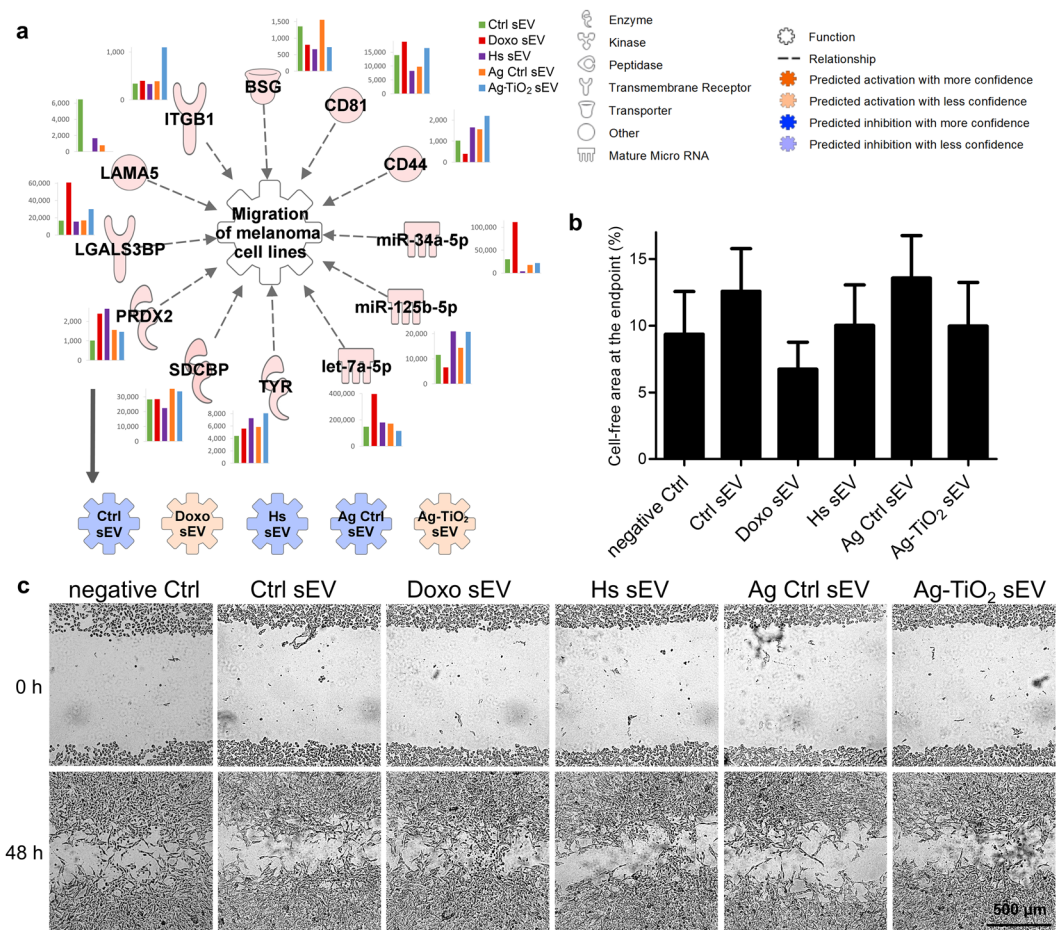 a
Ctrl sEV
Doxo sEV
Hs sEV
Ag Ctrl sEV
Ag-TiO₂ sEV
Enzyme
Kinase
Peptidase
Transmembrane Receptor
Transporter
Other
Mature Micro RNA
Function
Relationship
Predicted activation with more confidence
Predicted activation with less confidence
Predicted inhibition with more confidence
Predicted inhibition with less confidence
1,000
0
ITGB1
1,500
1,000
500
0
BSG
15,000
10,000
5,000
0
CD81
6,000
4,000
2,000
0
LAMA5
2,000
1,000
0
CD44
60,000
40,000
20,000
0
LGALS3BP
Migration
of melanoma
cell lines
miR-34a-5p
100,000
50,000
0
2,000
1,000
0
PRDX2
miR-125b-5p
20,000
10,000
0
30,000
20,000
10,000
0
SDCBP
8,000
6,000
4,000
2,000
0
TYR
let-7a-5p
400,000
200,000
0
Ctrl
sEV
Doxo
sEV
Hs
sEV
Ag Ctrl
sEV
Ag-TiO₂
sEV
b
Cell-free area at the endpoint (%)
15
10
5
0
negative Ctrl
Ctrl sEV
Doxo sEV
Hs sEV
Ag Ctrl sEV
Ag-TiO₂ sEV
c
negative Ctrl
Ctrl sEV
Doxo sEV
Hs sEV
Ag Ctrl sEV
Ag-TiO₂ sEV
0 h
48 h
500 µm